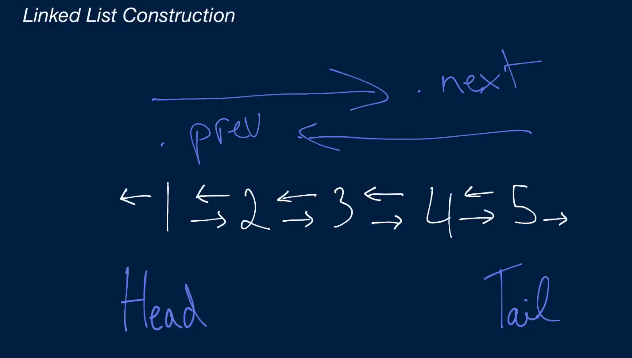 Linked List Construction
.next
.prev
1 2 3 4 5
Head Tail